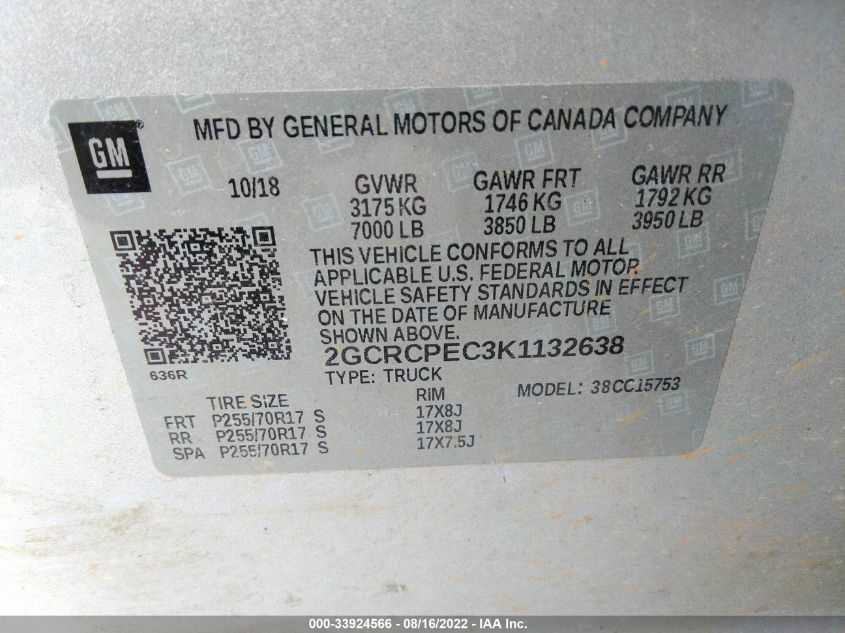 GM
®
MFD BY GENERAL MOTORS OF CANADA COMPANY
10/18 GVWR GAWR FRT GAWR RR
3175 KG 1746 KG 1792 KG
7000 LB 3850 LB 3950 LB
THIS VEHICLE CONFORMS TO ALL
APPLICABLE U.S. FEDERAL MOTOR
VEHICLE SAFETY STANDARDS IN EFFECT
ON THE DATE OF MANUFACTURE
SHOWN ABOVE.
2GCRCPEC3K1132638
636R
TYPE: TRUCK MODEL: 38CC15753
TIRE SIZE RIM
FRT P255/70R17 S 17X8J
RR P255/70R17 S 17X8J
SPA P255/70R17 S 17X7.5J
000-33924566 - 08/16/2022 - IAA Inc.